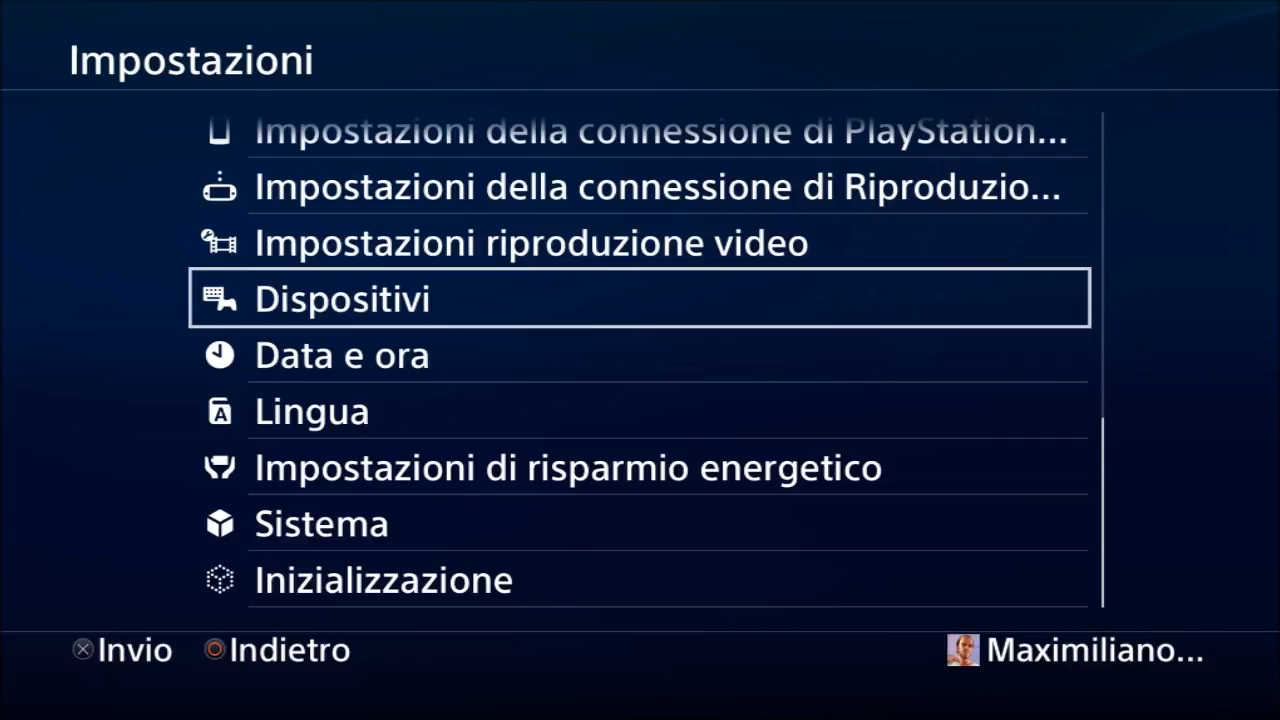 Impostazioni
Impostazioni della connessione di PlayStation...
Impostazioni della connessione di Riproduzio...
Impostazioni riproduzione video
Dispositivi
Data e ora
Lingua
Impostazioni di risparmio energetico
Sistema
Inizializzazione
Invio
Indietro
Maximiliano...